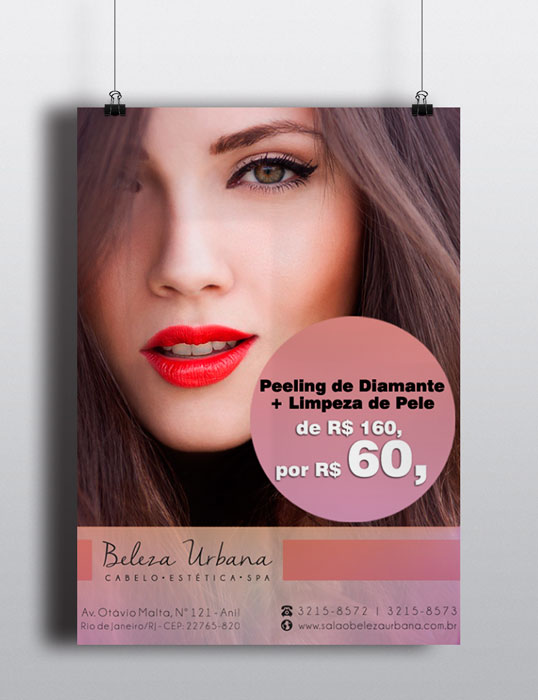 Peeling de Diamante
+ Limpeza de Pele
de R$ 160,
por R$ 60,
Beleza Urbana
CABELO • ESTÉTICA • SPA
Av. Otávio Malta, Nº 121 - Anil
Rio de Janeiro/RJ - CEP: 22765-820
3215-8572 | 3215-8573
www.salaobelezaurbana.com.br